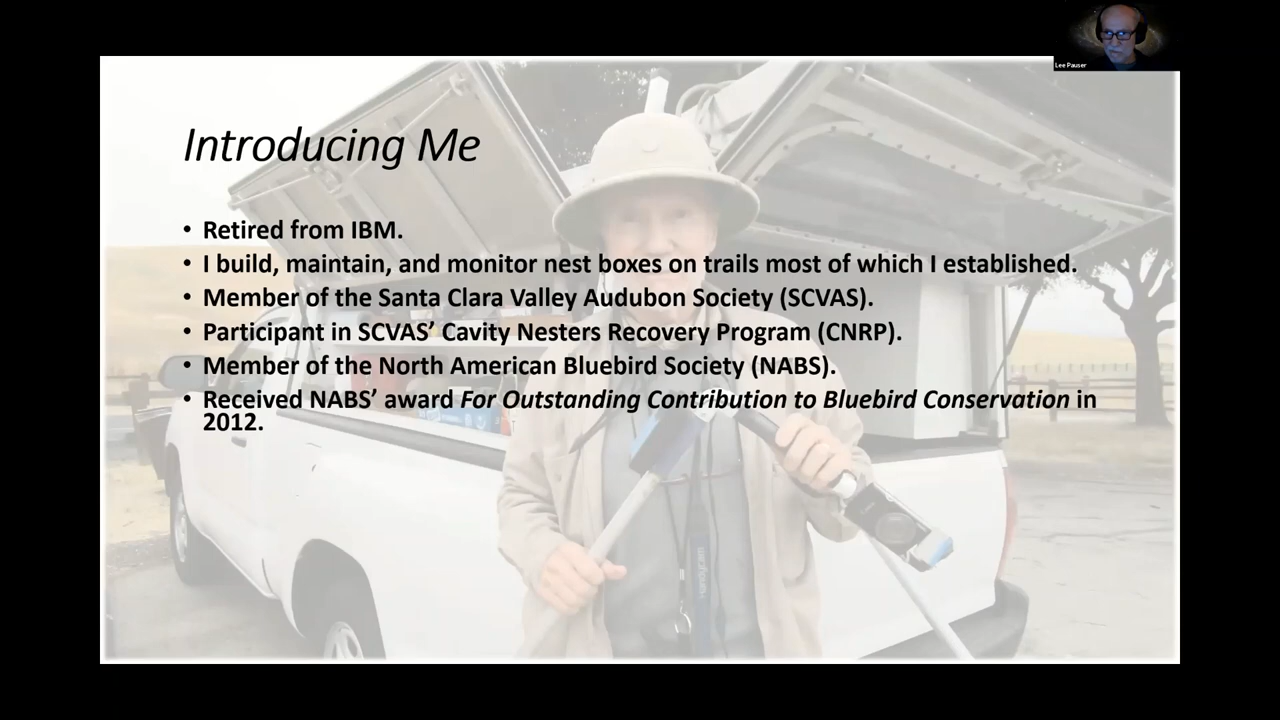 Lee Pauser
Introducing Me
• Retired from IBM.
• I build, maintain, and monitor nest boxes on trails most of which I established.
• Member of the Santa Clara Valley Audubon Society (SCVAS).
• Participant in SCVAS’ Cavity Nesters Recovery Program (CNRP).
• Member of the North American Bluebird Society (NABS).
• Received NABS’ award For Outstanding Contribution to Bluebird Conservation in
2012.